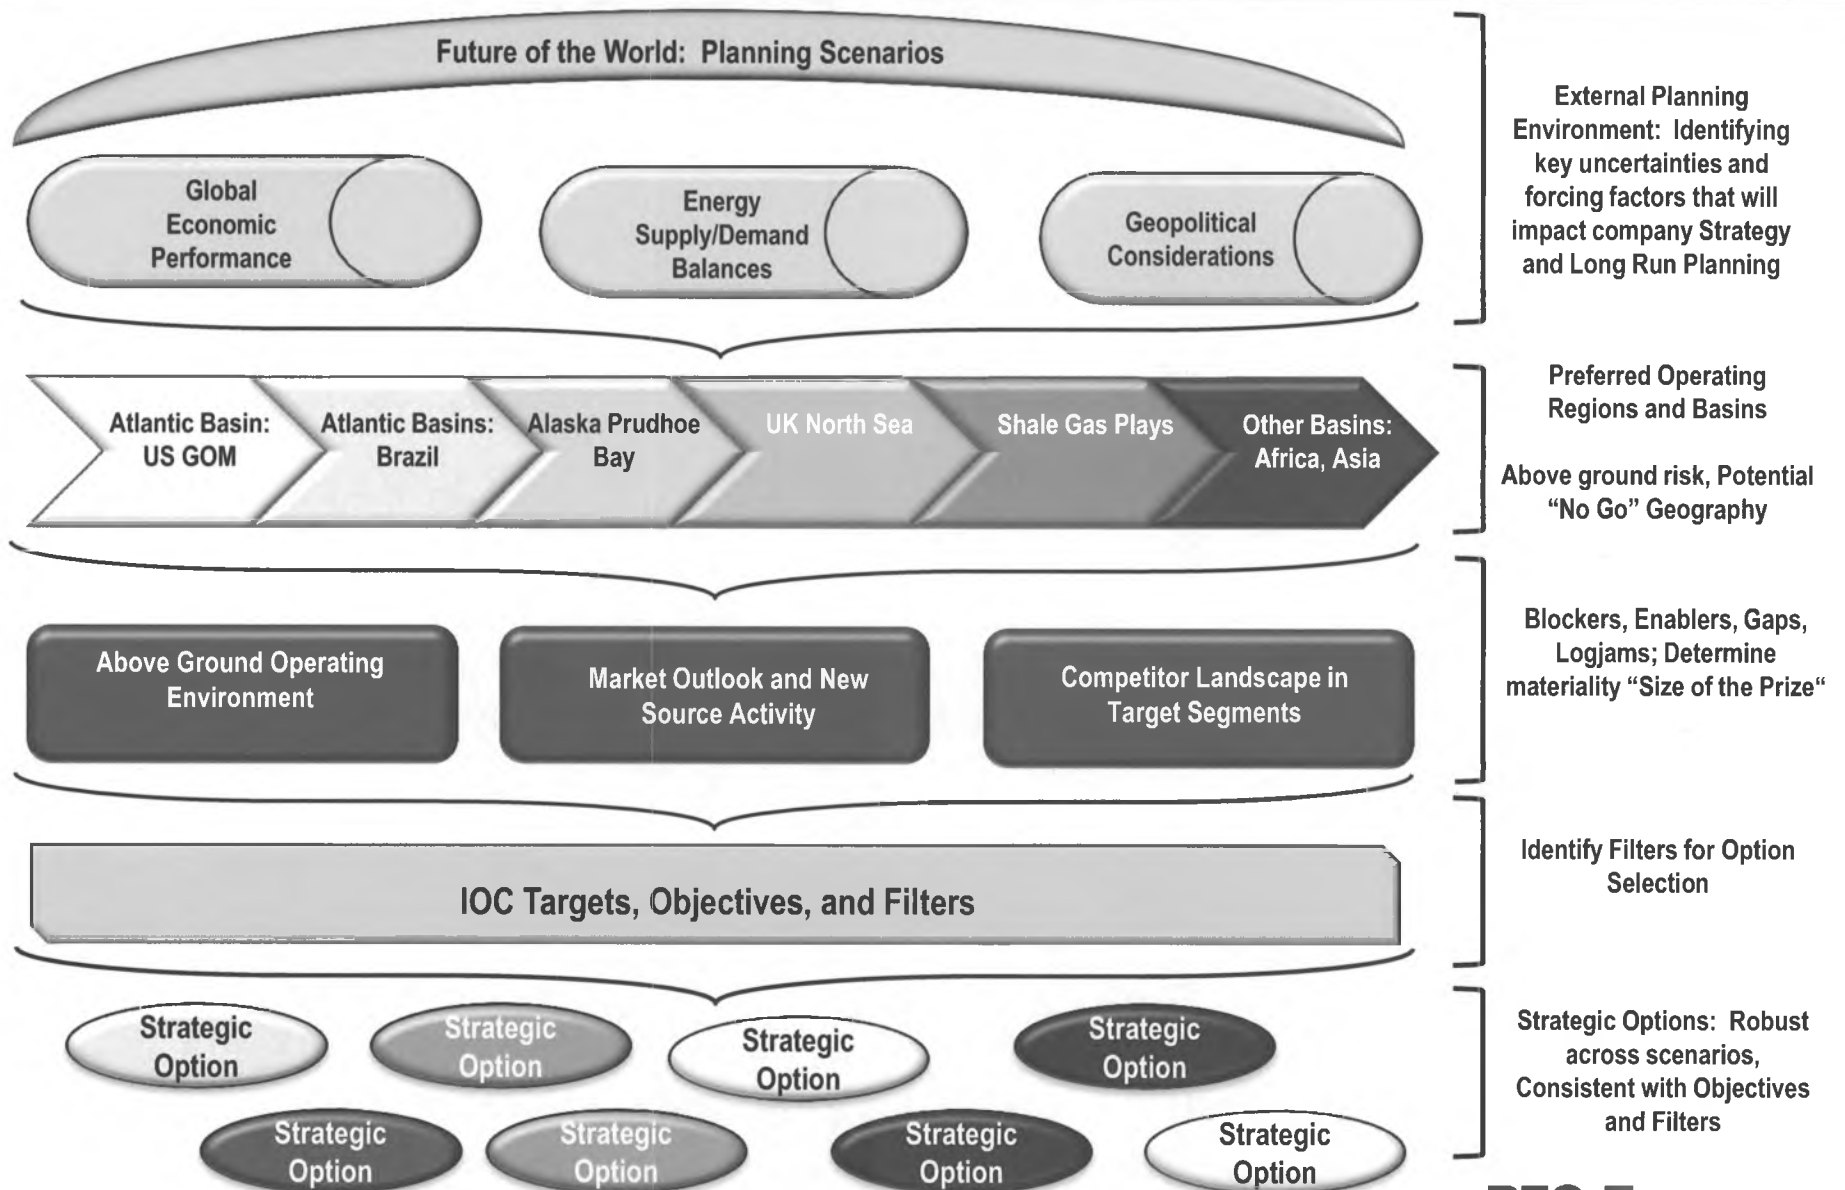 Future of the World: Planning Scenarios
Global
Economic
Performance
Energy
Supply/Demand
Balances
Geopolitical
Considerations
External Planning
Environment: Identifying
key uncertainties and
forcing factors that will
impact company Strategy
and Long Run Planning
Atlantic Basin:
US GOM
Atlantic Basins:
Brazil
Alaska Prudhoe
Bay
UK North Sea
Shale Gas Plays
Other Basins:
Africa, Asia
Preferred Operating
Regions and Basins
Above ground risk, Potential
“No Go” Geography
Above Ground Operating
Environment
Market Outlook and New
Source Activity
Competitor Landscape in
Target Segments
Blockers, Enablers, Gaps,
Logjams; Determine
materiality “Size of the Prize“
IOC Targets, Objectives, and Filters
Identify Filters for Option
Selection
Strategic
Option
Strategic
Option
Strategic
Option
Strategic
Option
Strategic
Option
Strategic
Option
Strategic
Option
Strategic
Option
Strategic Options: Robust
across scenarios,
Consistent with Objectives
and Filters